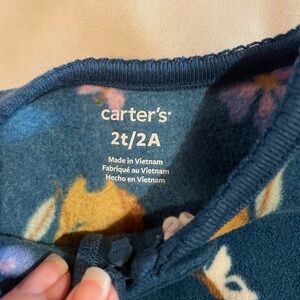 carter's
2t/2A
Made in Vietnam
Fabriqué au Vietnam
Hecho en Vietnam